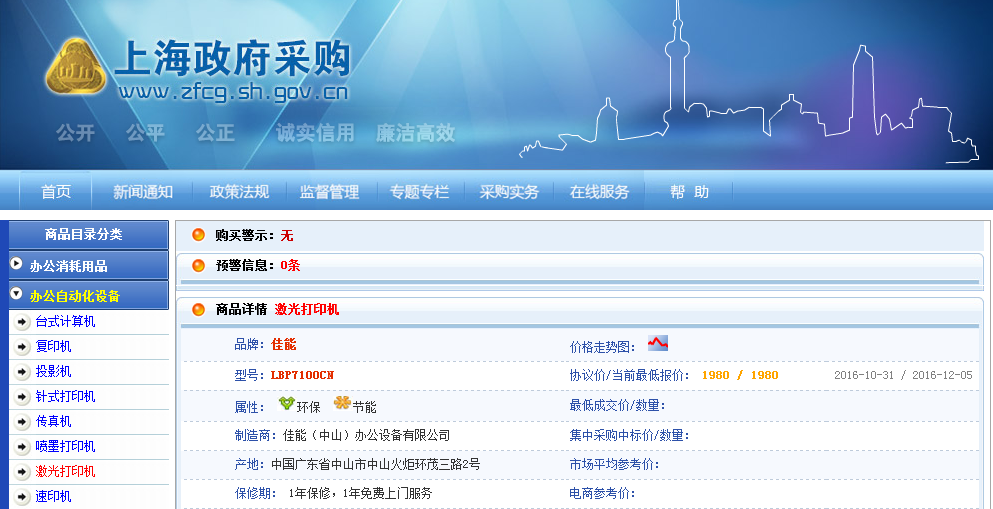 上海政府采购
www.zfcg.sh.gov.cn
公开 公平 公正 诚实信用 廉洁高效
首页 新闻通知 政策法规 监督管理 专题专栏 采购实务 在线服务 帮 助
商品目录分类
办公消耗用品
办公自动化设备
台式计算机
复印机
投影机
针式打印机
传真机
喷墨打印机
激光打印机
速印机
购买警示：无
预警信息：0条
商品详情 激光打印机
品牌：佳能
价格走势图：
型号：LBP7100CN
协议价/当前最低报价： 1980 / 1980 2016-10-31 / 2016-12-05
属性： 环保 节能
最低成交价/数量：
制造商：佳能（中山）办公设备有限公司
集中采购中标价/数量：
产地：中国广东省中山市中山火炬环茂三路2号
市场平均参考价：
保修期： 1年保修，1年免费上门服务
电商参考价：